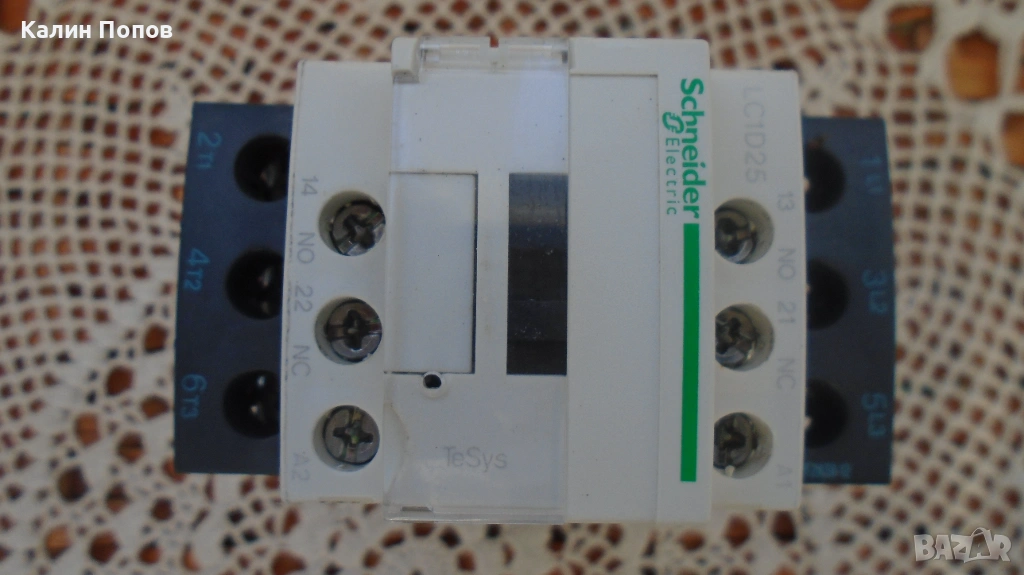 Калин Попов
2T1
4T2
6T3
14
NO
22
NC
A2
TeSys
Schneider
Electric
LC1D25
13
NO
21
NC
A1
1L1
3L2
5L3
BAZAR